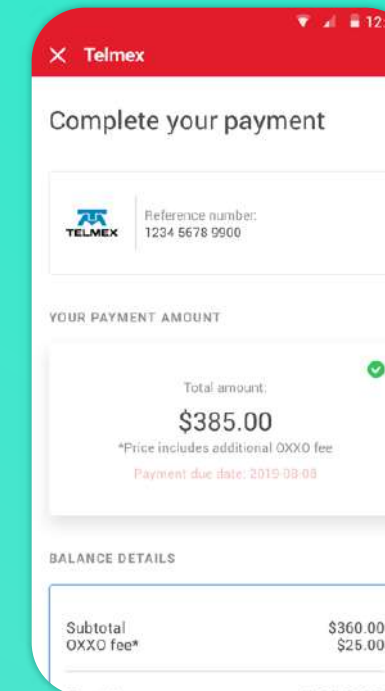 12:
Telmex
Complete your payment
TELMEX
Reference number:
1234 5678 9900
YOUR PAYMENT AMOUNT
Total amount:
$385.00
*Price includes additional OXXO fee
Payment due date: 2019-08-08
BALANCE DETAILS
Subtotal $360.00
OXXO fee* $25.00